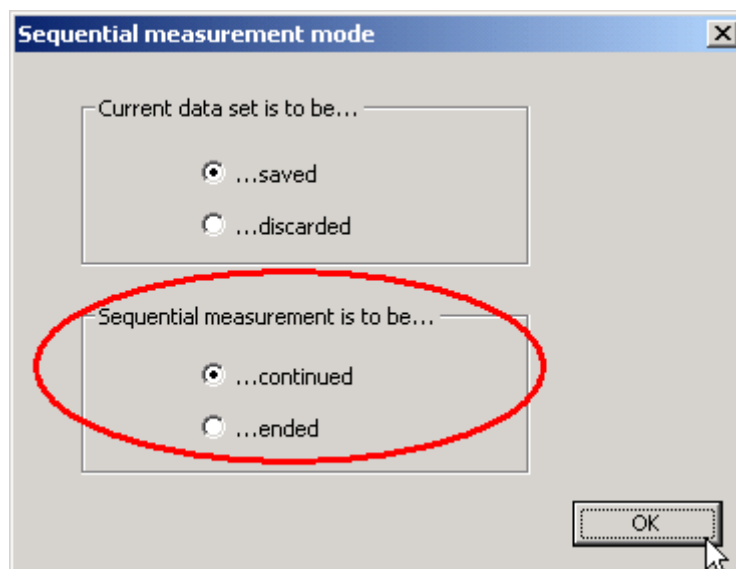 Sequential measurement mode
Current data set is to be...
...saved
...discarded
Sequential measurement is to be...
...continued
...ended
OK